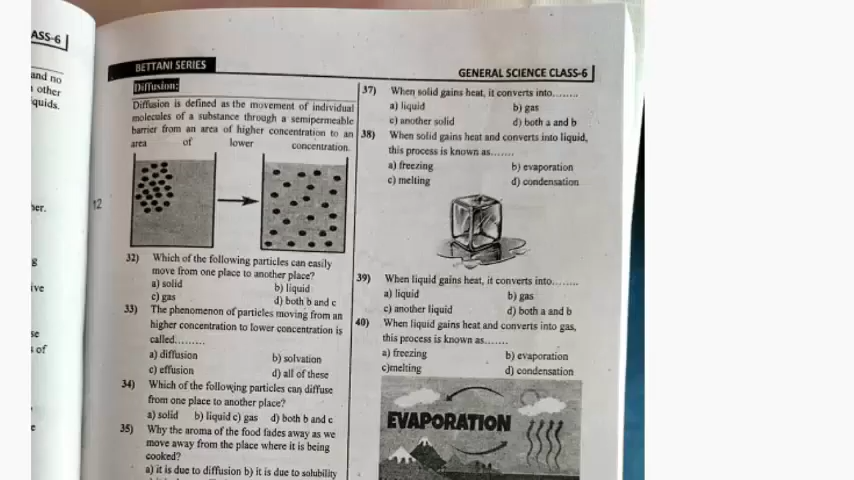 ASS-6
and no
other
quids.
her.
g
ive
se
s of
e
12
BETTANI SERIES
GENERAL SCIENCE CLASS-6
Diffusion:
Diffusion is defined as the movement of individual
molecules of a substance through a semipermeable
barrier from an area of higher concentration to an
area of lower concentration.
32) Which of the following particles can easily
move from one place to another place?
a) solid b) liquid
c) gas d) both b and c
33) The phenomenon of particles moving from an
higher concentration to lower concentration is
called.........
a) diffusion b) solvation
c) effusion d) all of these
34) Which of the following particles can diffuse
from one place to another place?
a) solid b) liquid c) gas d) both b and c
35) Why the aroma of the food fades away as we
move away from the place where it is being
cooked?
a) it is due to diffusion b) it is due to solubility
37) When solid gains heat, it converts into........
a) liquid b) gas
c) another solid d) both a and b
38) When solid gains heat and converts into liquid,
this process is known as.......
a) freezing b) evaporation
c) melting d) condensation
39) When liquid gains heat, it converts into........
a) liquid b) gas
c) another liquid d) both a and b
40) When liquid gains heat and converts into gas,
this process is known as.......
a) freezing b) evaporation
c)melting d) condensation
EVAPORATION